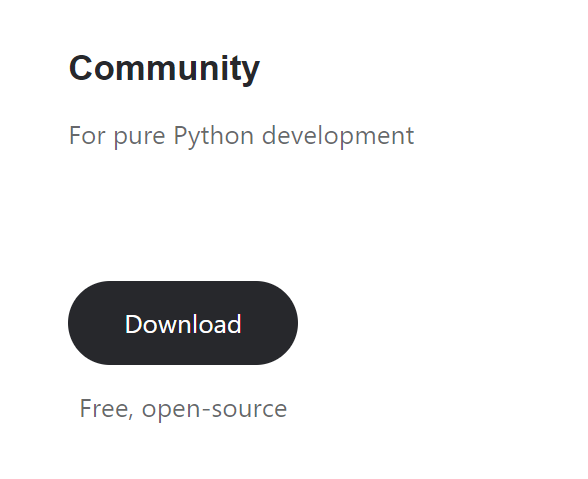 Community
For pure Python development
Download
Free, open-source